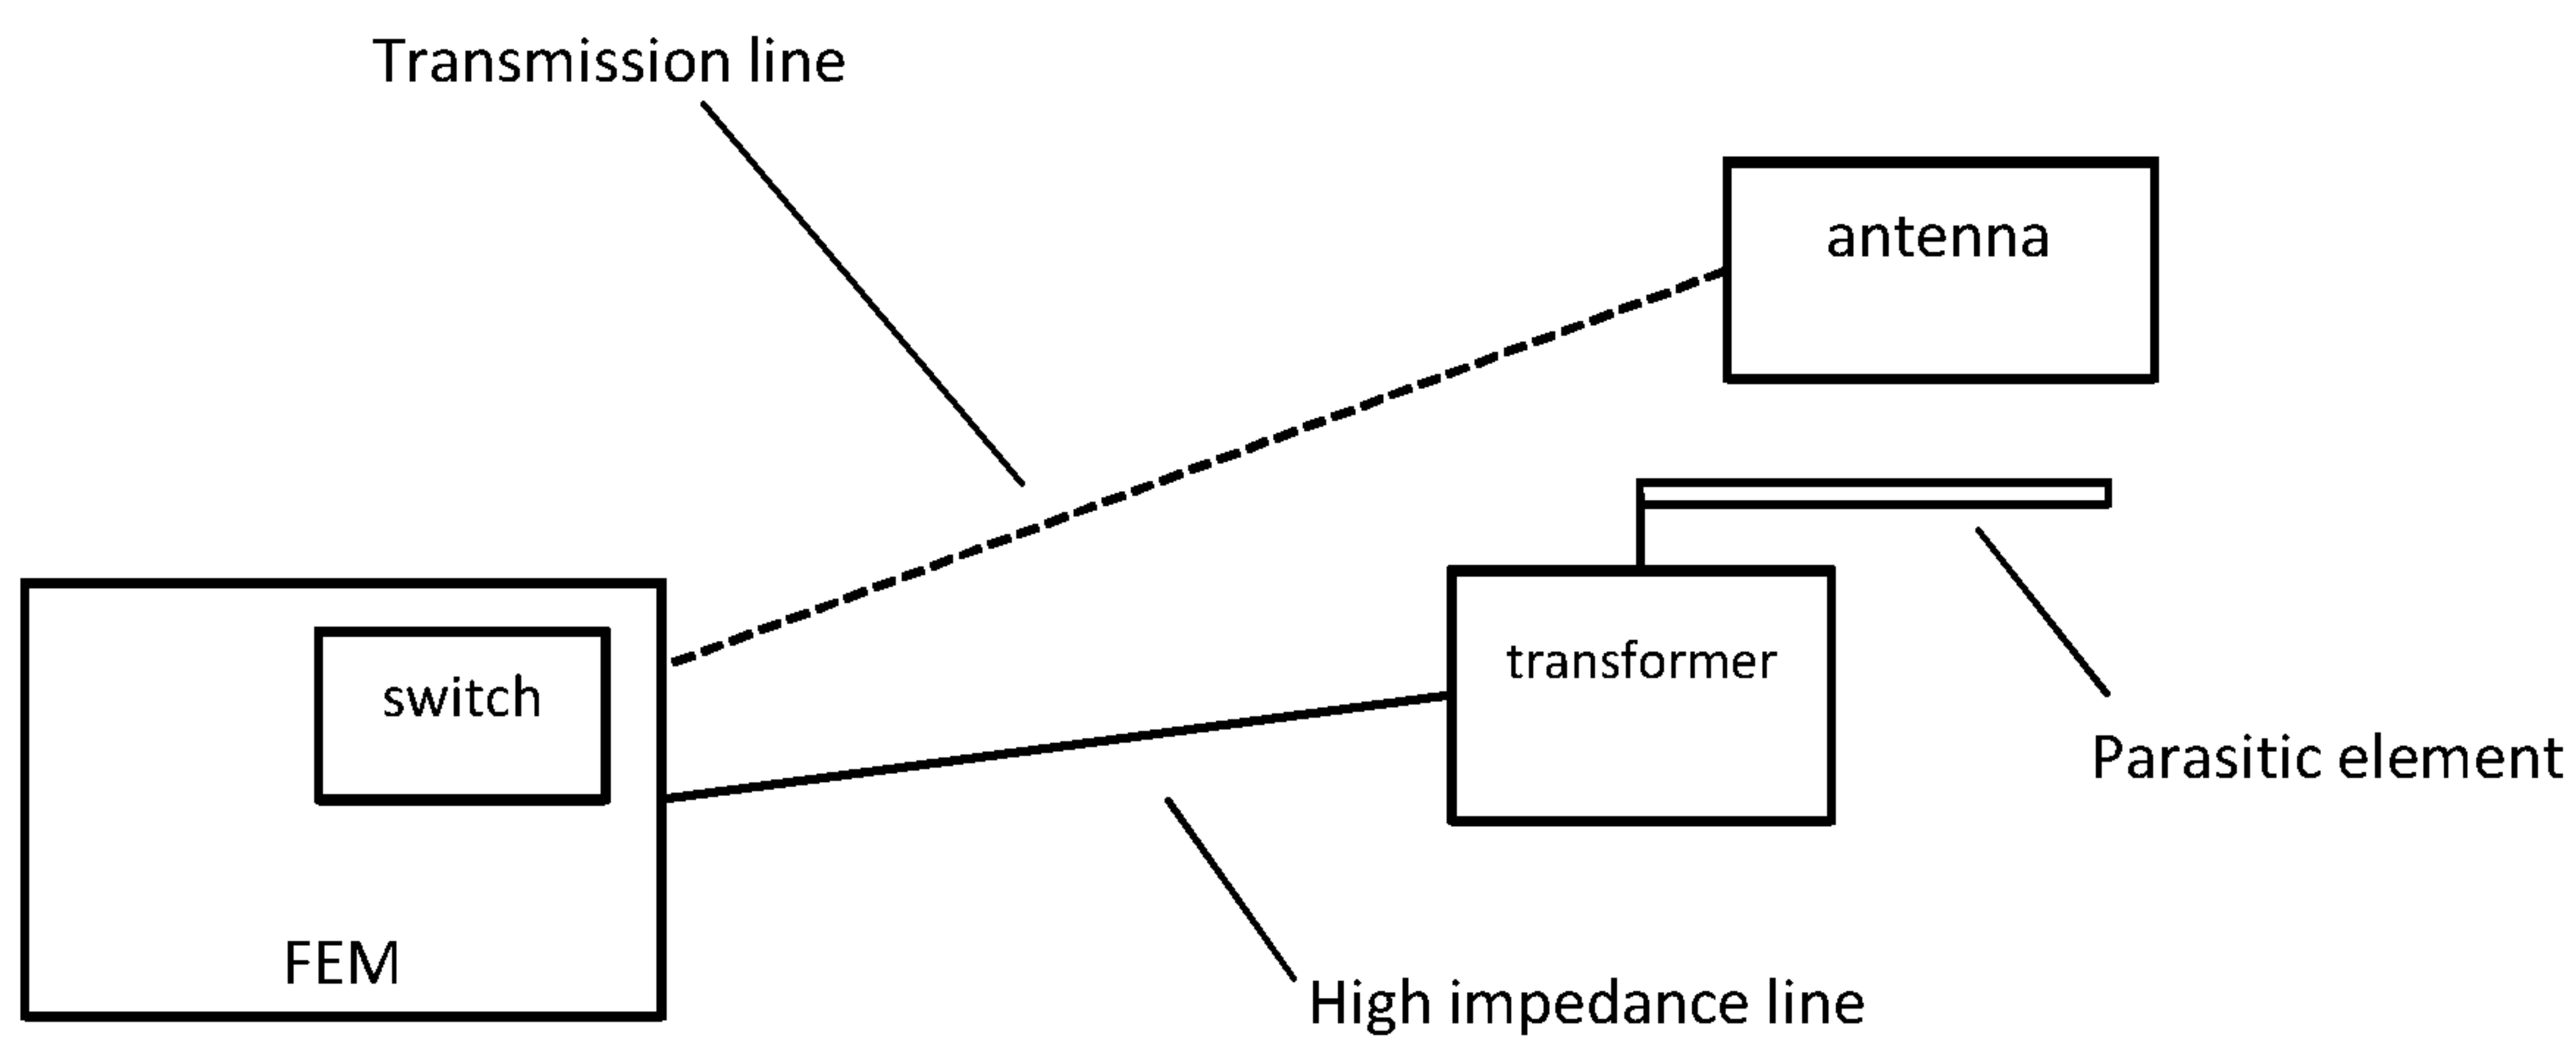 Transmission line
antenna
switch
transformer
Parasitic element
FEM
High impedance line